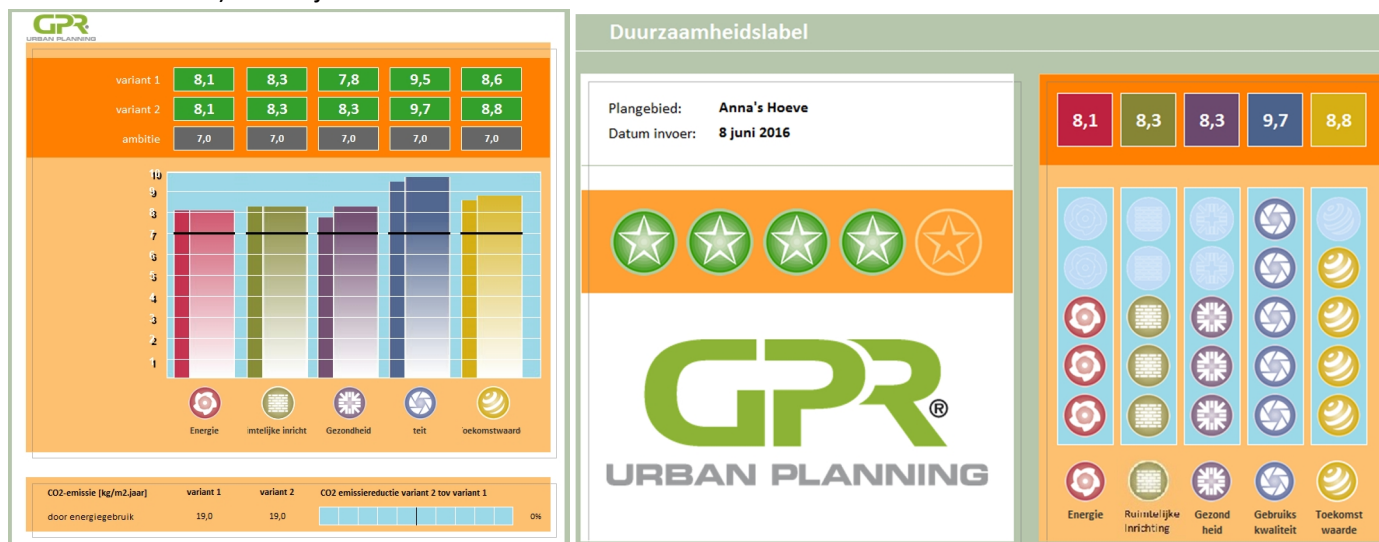 GPR
URBAN PLANNING
variant 1 8,1 8,3 7,8 9,5 8,6
variant 2 8,1 8,3 8,3 9,7 8,8
ambitie 7,0 7,0 7,0 7,0 7,0
10
9
8
7
6
5
4
3
2
1
Energie imtelijke inricht Gezondheid teit oekomstwaard
CO2-emissie [kg/m2.jaar] variant 1 variant 2 CO2 emissiereductie variant 2 tov variant 1
door energiegebruik 19,0 19,0 0%
Duurzaamheidslabel
Plangebied: Anna's Hoeve
Datum invoer: 8 juni 2016
GPR®
URBAN PLANNING
8,1 8,3 8,3 9,7 8,8
Energie Ruimtelijke Gezond Gebruiks Toekomst
Inrichting heid kwaliteit waarde